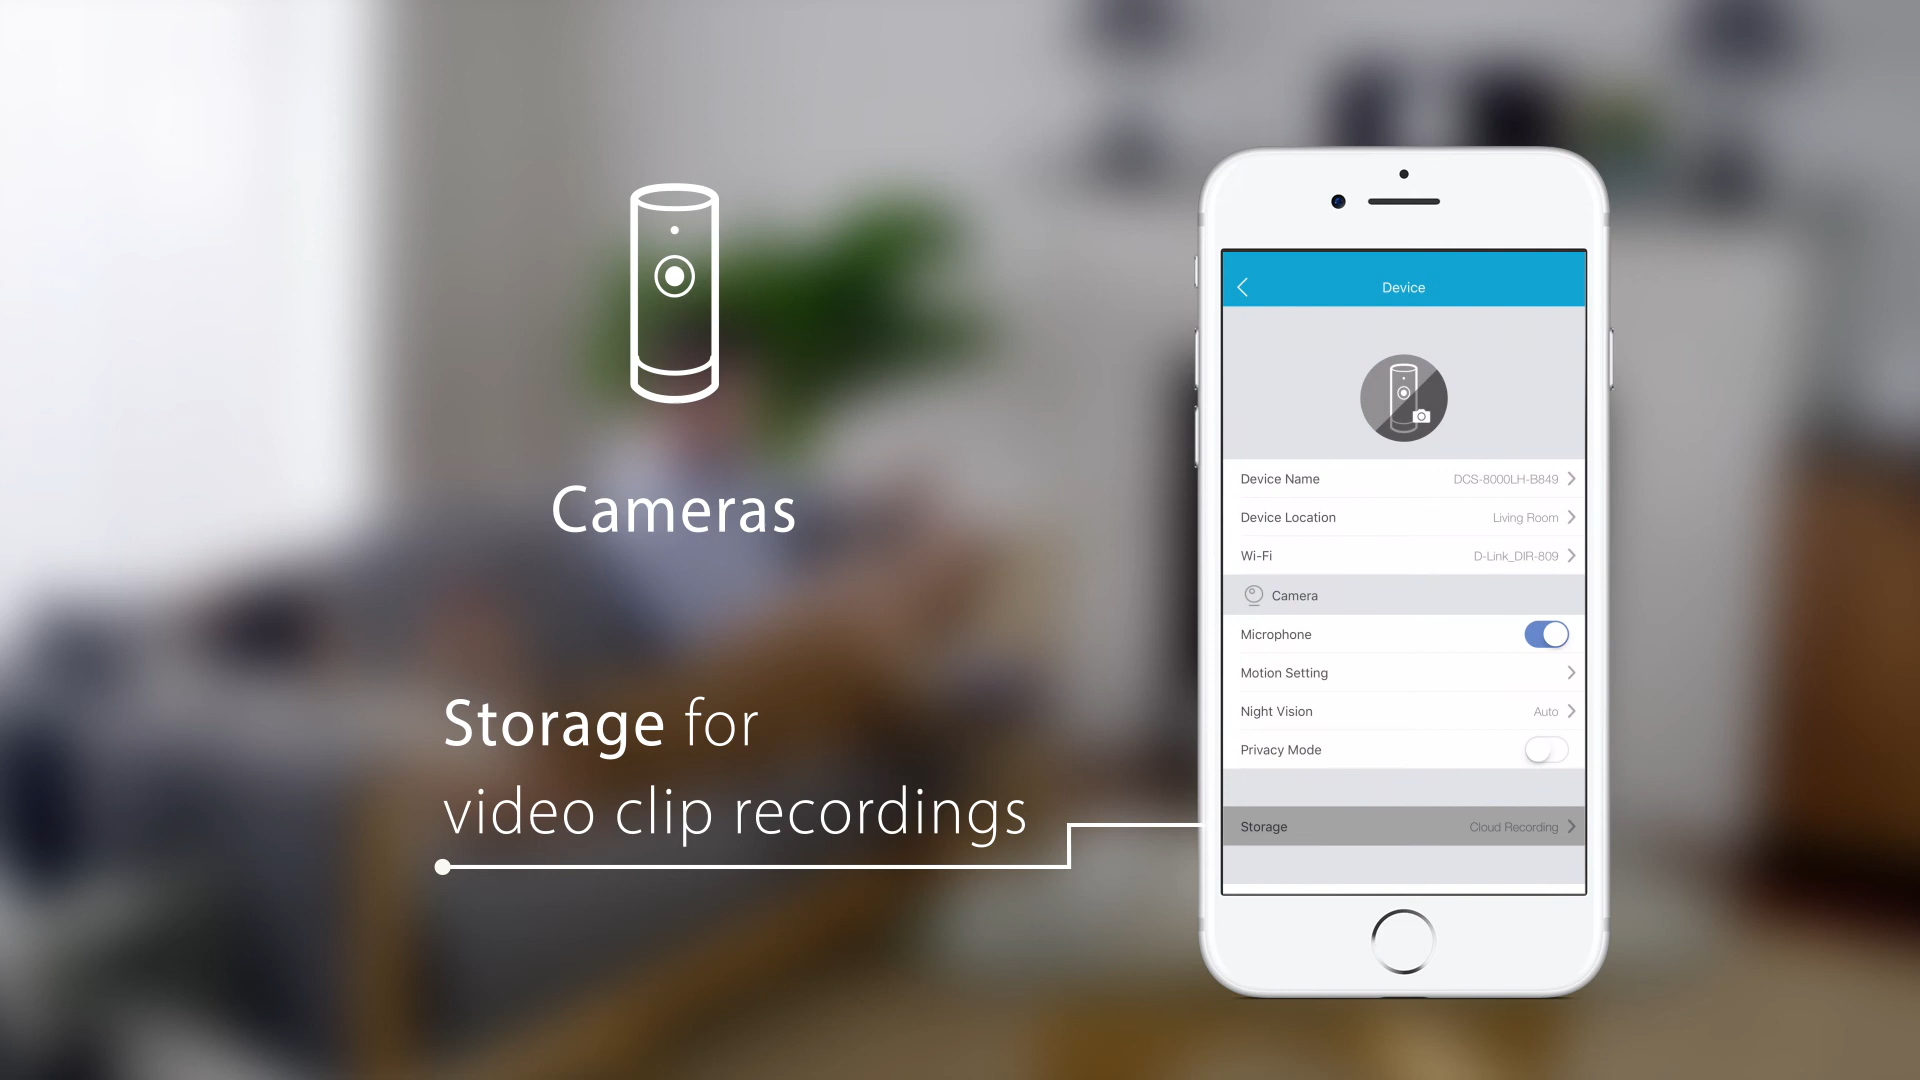 Cameras
Storage for
video clip recordings
Device
Device Name DCS-8000LH-B849
Device Location Living Room
Wi-Fi D-Link_DIR-809
Camera
Microphone
Motion Setting
Night Vision Auto
Privacy Mode
Storage Cloud Recording